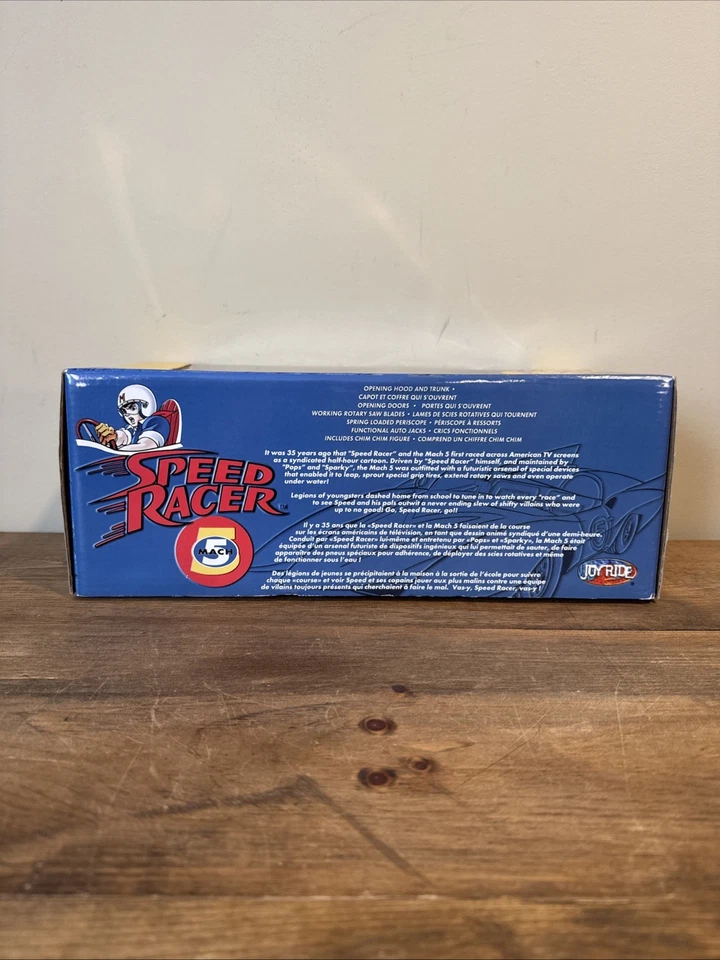 OPENING HOOD AND TRUNK •
CAPOT ET COFFRE QUI S'OUVRENT
OPENING DOORS • PORTES QUI S'OUVRENT
WORKING ROTARY SAW BLADES • LAMES DE SCIES ROTATIVES QUI TOURNENT
SPRING LOADED PERISCOPE • PÉRISCOPE À RESSORTS
FUNCTIONAL AUTO JACKS • CRICS FONCTIONNELS
INCLUDES CHIM CHIM FIGURE • COMPREND UN CHIFFRE CHIM CHIM
M
SPEED
RACER™
5
MACH
It was 35 years ago that "Speed Racer" and the Mach 5 first raced across American TV screens
as a syndicated half-hour cartoon. Driven by "Speed Racer" himself, and maintained by
"Pops" and "Sparky", the Mach 5 was outfitted with a futuristic arsenal of special devices
that enabled it to leap, sprout special grip tires, extend rotary saws and even operate
under water!
Legions of youngsters dashed home from school to tune in to watch every "race" and
to see Speed and his pals outwit a never ending slew of shifty villains who were
up to no good! Go, Speed Racer, go!!
Il y a 35 ans que la «Speed Racer» et la Mach 5 faisaient de la course
sur les écrans américains de télévision, en tant que dessin animé syndiqué d'une demi-heure.
Conduit par «Speed Racer» lui-même et entretenu par «Pops» et «Sparky», la Mach 5 était
équipée d'un arsenal futuriste de dispositifs ingénieux qui lui permettait de sauter, de faire
apparaître des pneus spéciaux pour adhérence, de déployer des scies rotatives et même
de fonctionner sous l'eau !
Des légions de jeunes se précipitaient à la maison à la sortie de l'école pour suivre
chaque «course» et voir Speed et ses copains jouer aux plus malins contre une équipe
de vilains toujours présents qui cherchaient à faire le mal. Vas-y, Speed Racer, vas-y !
JOY RIDE